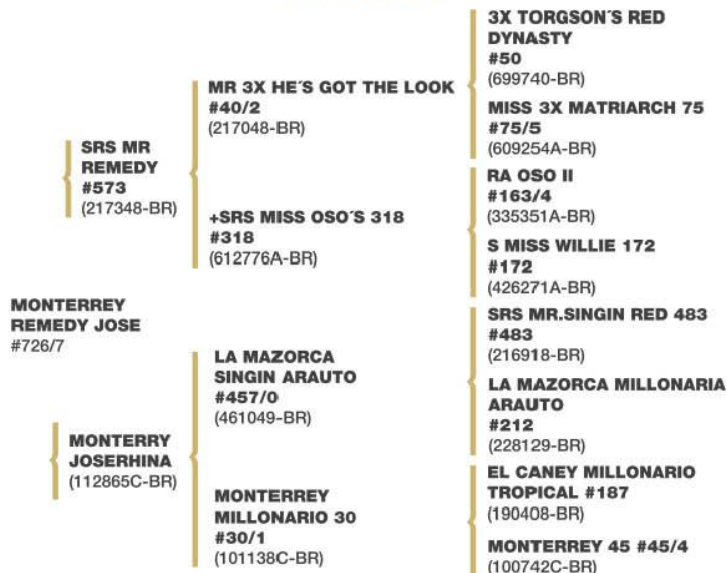 MONTERREY
REMEDY JOSE
#726/7
SRS MR
REMEDY
#573
(217348-BR)
MONTERRY
JOSERHINA
(112865C-BR)
MR 3X HE´S GOT THE LOOK
#40/2
(217048-BR)
+SRS MISS OSO´S 318
#318
(612776A-BR)
LA MAZORCA
SINGIN ARAUTO
#457/0
(461049-BR)
MONTERREY
MILLONARIO 30
#30/1
(101138C-BR)
3X TORGSON´S RED
DYNASTY
#50
(699740-BR)
MISS 3X MATRIARCH 75
#75/5
(609254A-BR)
RA OSO II
#163/4
(335351A-BR)
S MISS WILLIE 172
#172
(426271A-BR)
SRS MR.SINGIN RED 483
#483
(216918-BR)
LA MAZORCA MILLONARIA
ARAUTO
#212
(228129-BR)
EL CANEY MILLONARIO
TROPICAL #187
(190408-BR)
MONTERREY 45 #45/4
(100742C-BR)